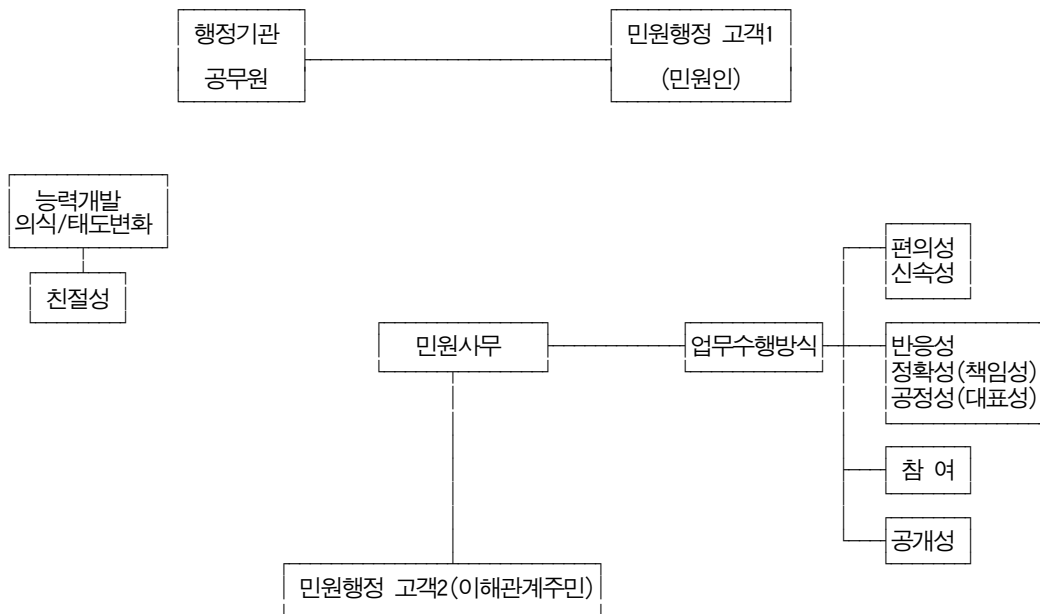 행정기관
공무원
민원행정 고객1
(민원인)
능력개발
의식/태도변화
친절성
편의성
신속성
민원사무
업무수행방식
반응성
정확성(책임성)
공정성(대표성)
참 여
공개성
민원행정 고객2(이해관계주민)